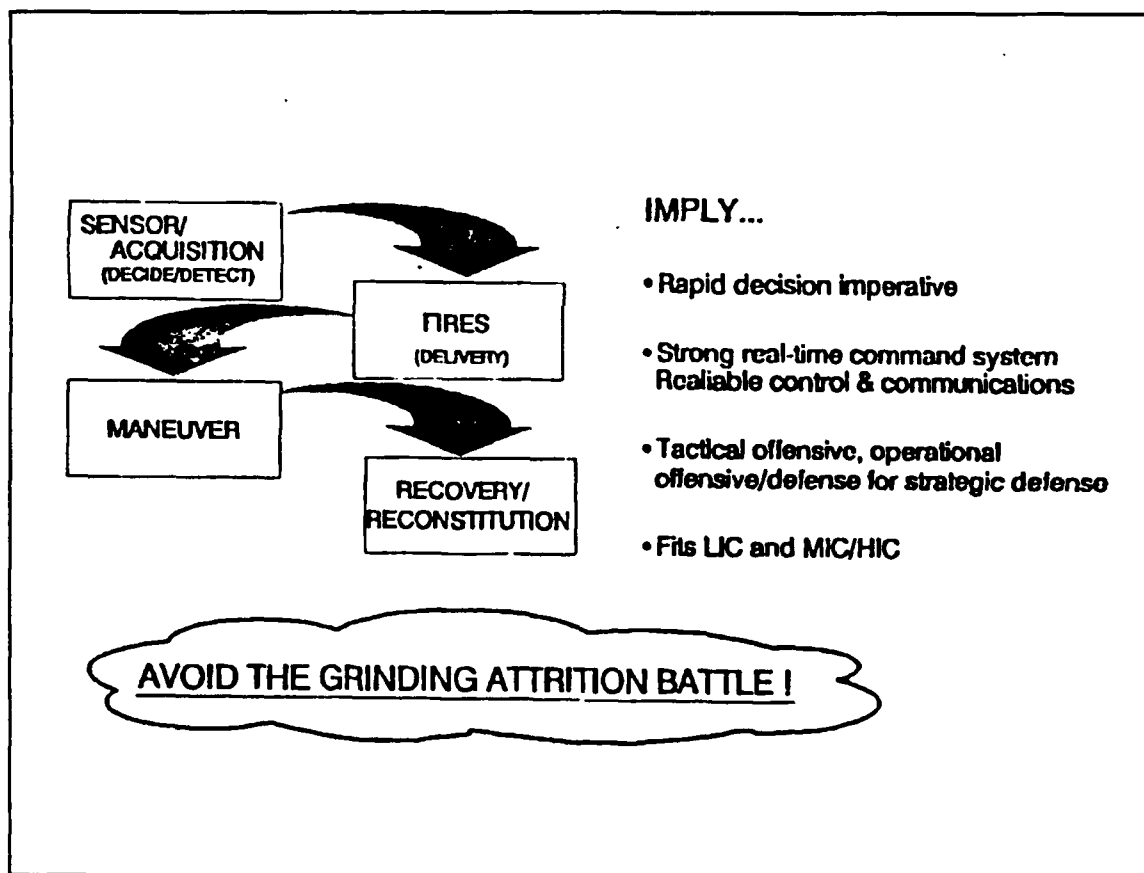 SENSOR/
ACQUISITION
(DECIDE/DETECT)
FIRES
(DELIVERY)
MANEUVER
RECOVERY/
RECONSTITUTION
IMPLY...
• Rapid decision imperative
• Strong real-time command system
Realiable control & communications
• Tactical offensive, operational
offensive/defense for strategic defense
• Fits LIC and MIC/HIC
AVOID THE GRINDING ATTRITION BATTLE !